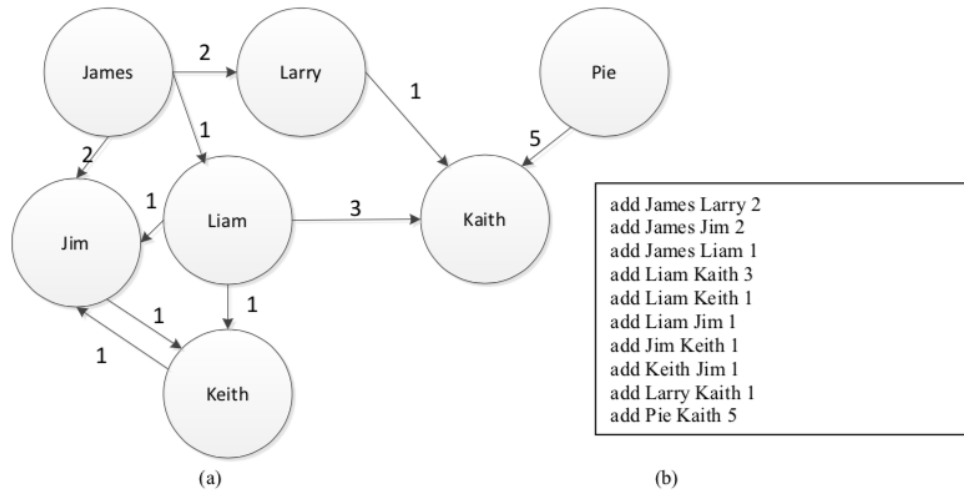 James
2
Larry
Pie
1
5
1
2
1
Liam
3
Kaith
Jim
1
1
1
Keith
add James Larry 2
add James Jim 2
add James Liam 1
add Liam Kaith 3
add Liam Keith 1
add Liam Jim 1
add Jim Keith 1
add Keith Jim 1
add Larry Kaith 1
add Pie Kaith 5
(a)
(b)